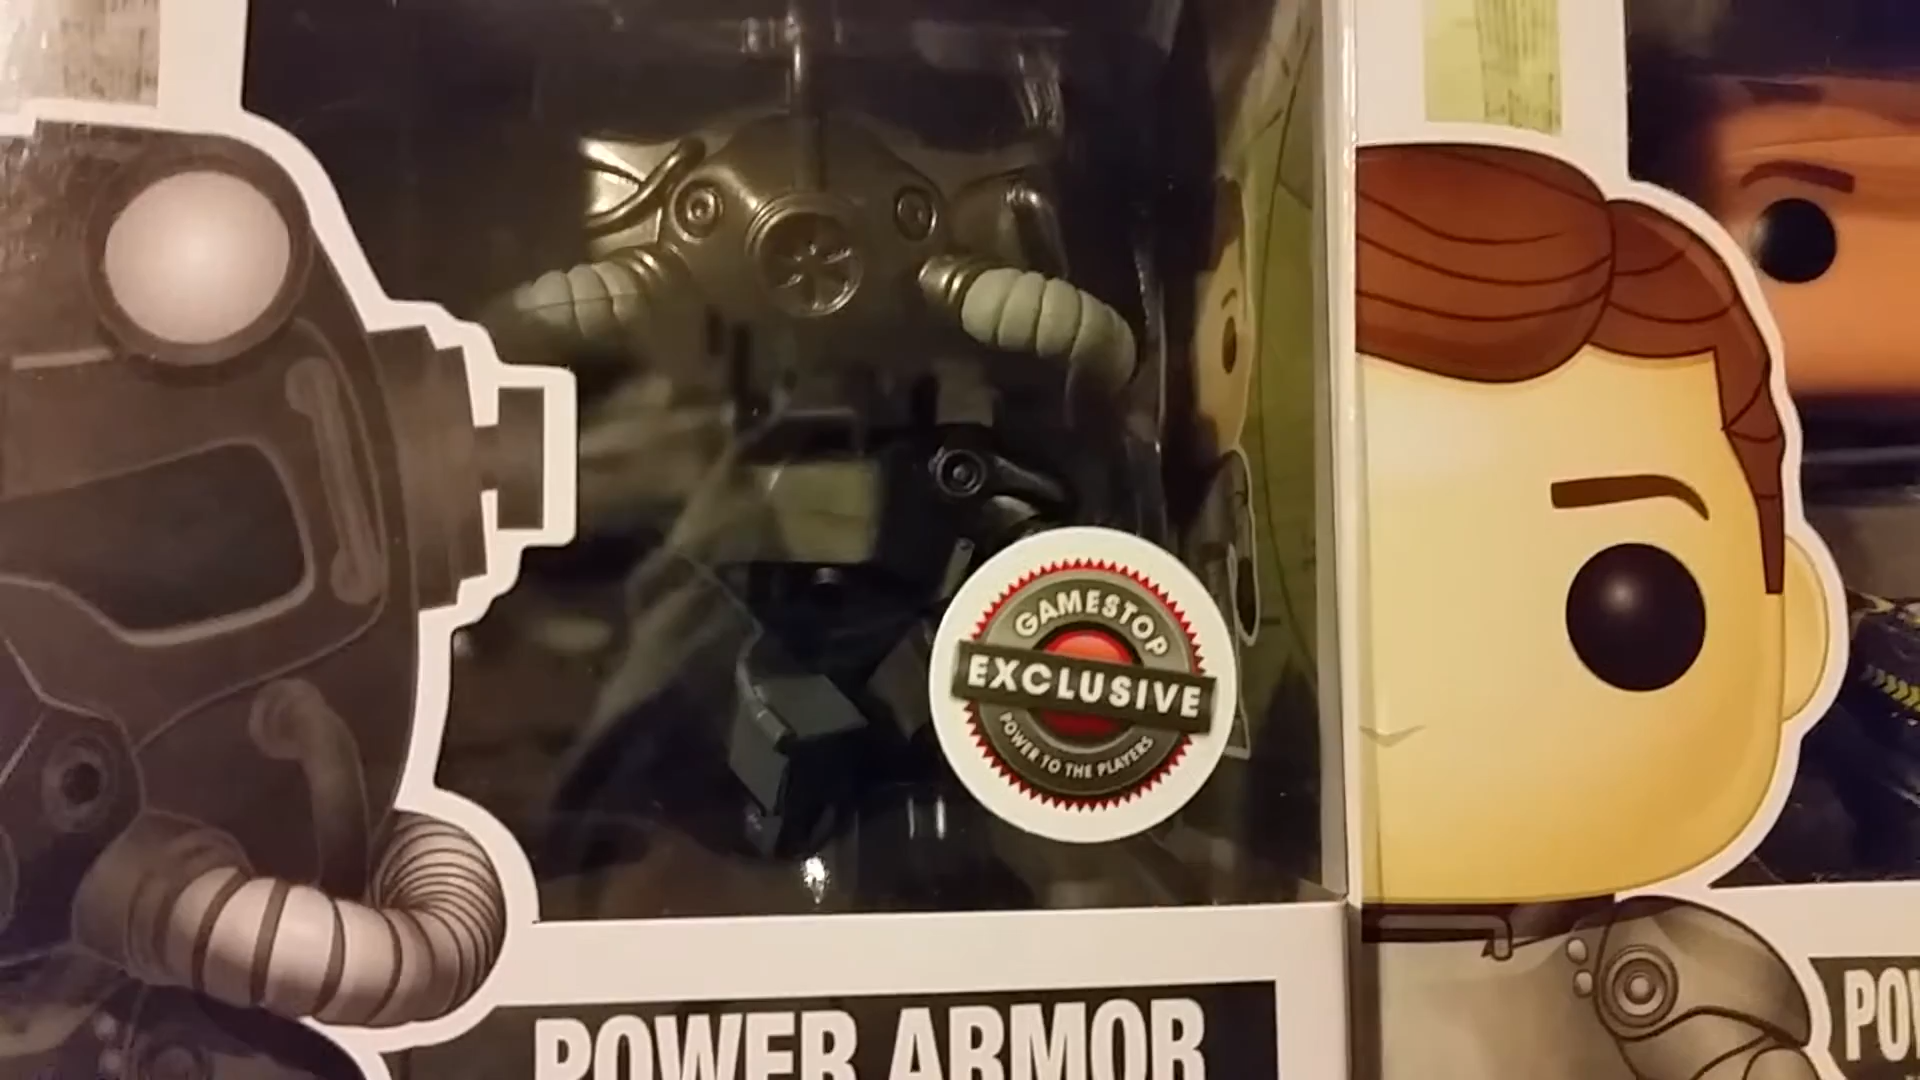 GAMESTOP
EXCLUSIVE
POWER TO THE PLAYERS
POWER ARMOR